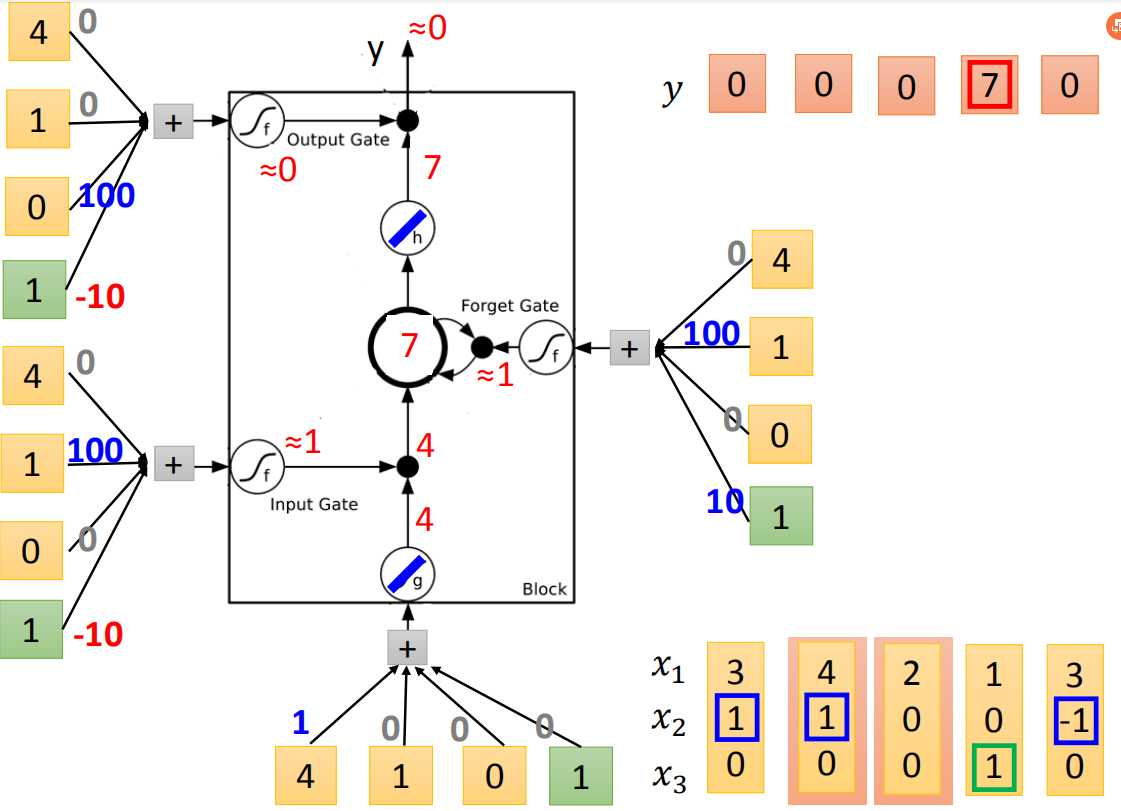 4 0
1 0
0 100
1 -10
+
y ≈0
f
Output Gate
≈0
7
h
Forget Gate
7
f
≈1
+
0 4
100 1
0 0
10 1
4 0
1 100
0 0
1 -10
+
f
≈1
Input Gate
4
4
g
Block
+
1 0 0 0
4 1 0 1
y 0 0 0 7 0
x₁ 3 4 2 1 3
x₂ 1 1 0 0 -1
x₃ 0 0 0 1 0